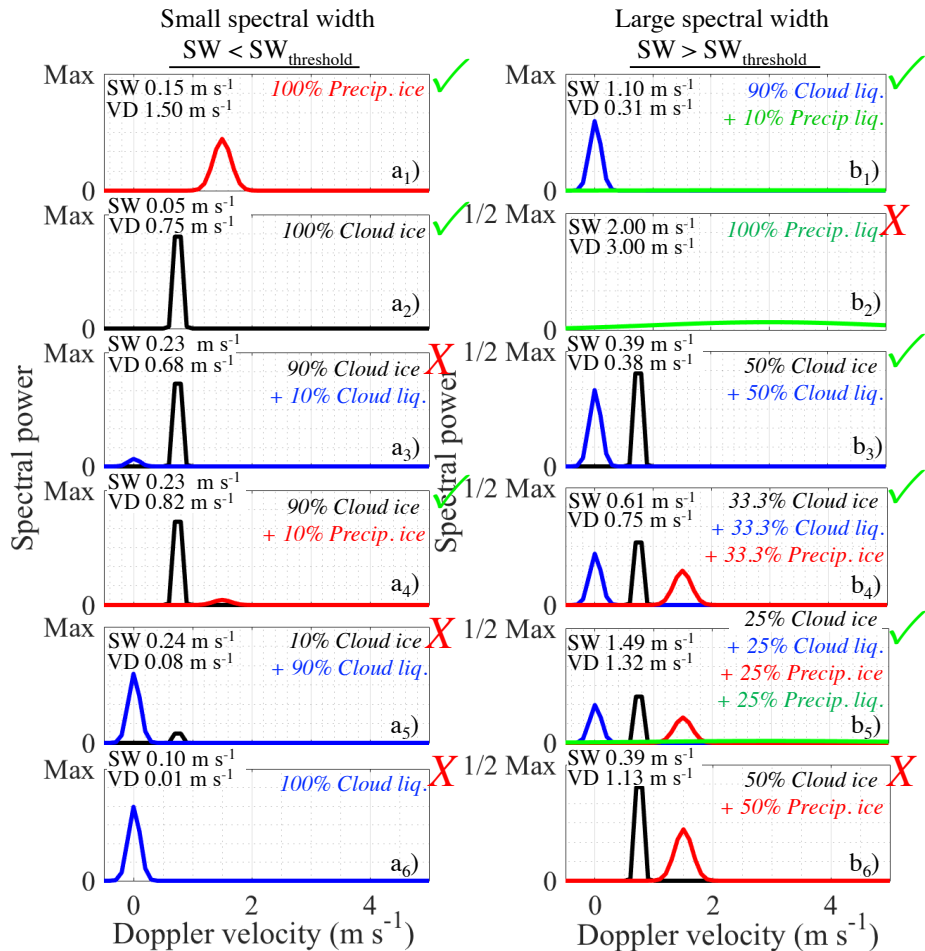 Small spectral width
SW < SW_threshold
Large spectral width
SW > SW_threshold
Spectral power
Max
SW 0.15 m s⁻¹
VD 1.50 m s⁻¹
100% Precip. ice
a₁)
0
Max
SW 0.05 m s⁻¹
VD 0.75 m s⁻¹
100% Cloud ice
a₂)
0
Max
SW 0.23 m s⁻¹
VD 0.68 m s⁻¹
90% Cloud ice X
+ 10% Cloud liq.
a₃)
0
Max
SW 0.23 m s⁻¹
VD 0.82 m s⁻¹
90% Cloud ice
+ 10% Precip. ice
a₄)
0
Max
SW 0.24 m s⁻¹
VD 0.08 m s⁻¹
10% Cloud ice X
+ 90% Cloud liq.
a₅)
0
Max
SW 0.10 m s⁻¹
VD 0.01 m s⁻¹
100% Cloud liq. X
a₆)
0
0 2 4
Doppler velocity (m s⁻¹)
Spectral power
Max
SW 1.10 m s⁻¹
VD 0.31 m s⁻¹
90% Cloud liq.
+ 10% Precip liq.
b₁)
0
1/2 Max
SW 2.00 m s⁻¹
VD 3.00 m s⁻¹
100% Precip. liq. X
b₂)
0
1/2 Max
SW 0.39 m s⁻¹
VD 0.38 m s⁻¹
50% Cloud ice
+ 50% Cloud liq.
b₃)
0
1/2 Max
SW 0.61 m s⁻¹
VD 0.75 m s⁻¹
33.3% Cloud ice
+ 33.3% Cloud liq.
+ 33.3% Precip. ice
b₄)
0
1/2 Max
SW 1.49 m s⁻¹
VD 1.32 m s⁻¹
25% Cloud ice
+ 25% Cloud liq.
+ 25% Precip. ice
+ 25% Precip. liq.
b₅)
0
1/2 Max
SW 0.39 m s⁻¹
VD 1.13 m s⁻¹
50% Cloud ice X
+ 50% Precip. ice
b₆)
0
0 2 4
Doppler velocity (m s⁻¹)